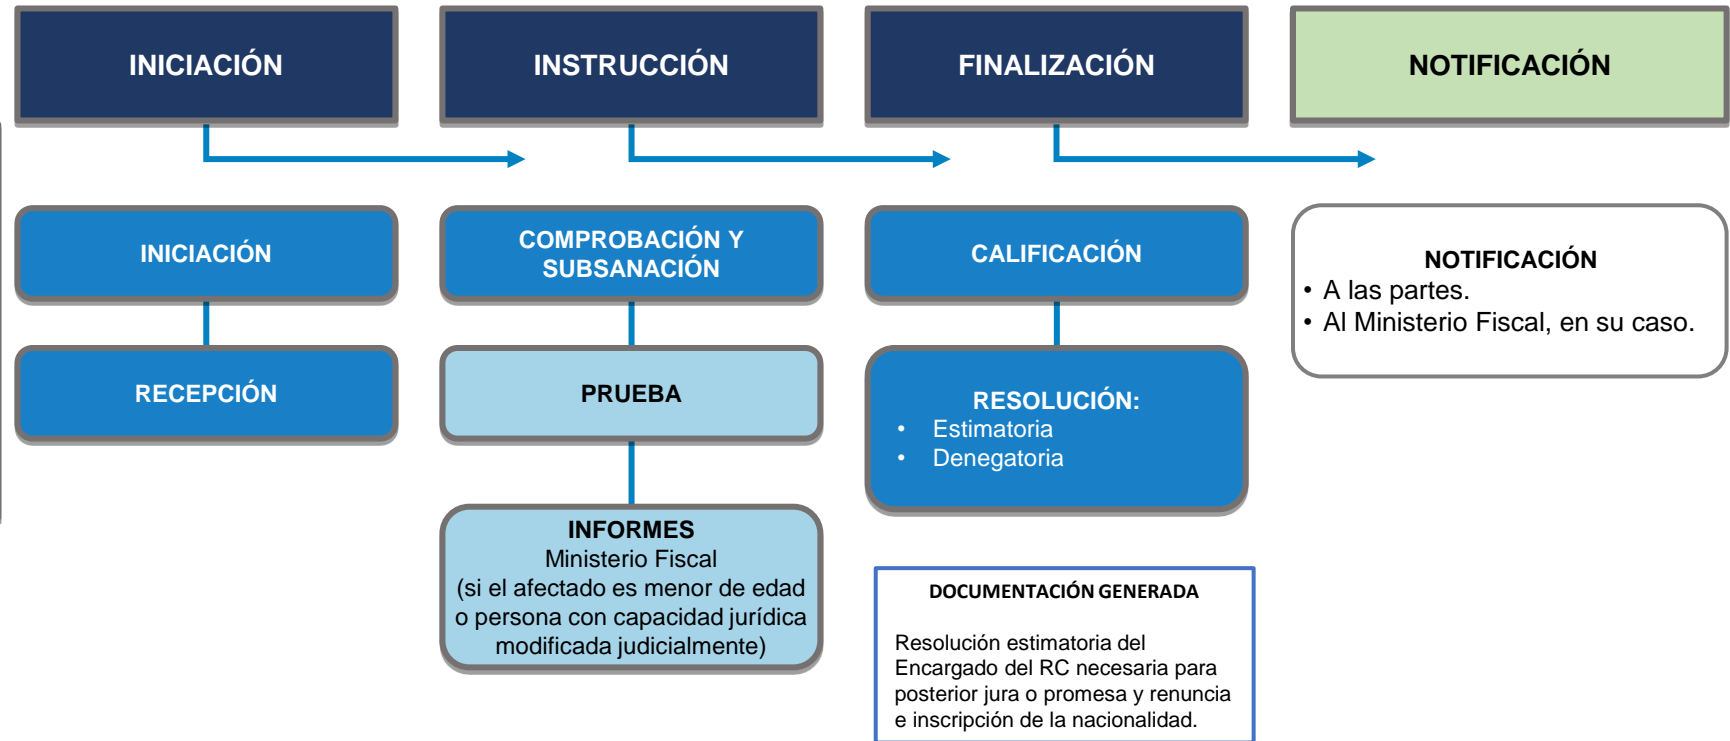 INICIACIÓN
INSTRUCCIÓN
FINALIZACIÓN
NOTIFICACIÓN
INICIACIÓN
RECEPCIÓN
COMPROBACIÓN Y
SUBSANACIÓN
PRUEBA
INFORMES
Ministerio Fiscal
(si el afectado es menor de edad
o persona con capacidad jurídica
modificada judicialmente)
CALIFICACIÓN
RESOLUCIÓN:
• Estimatoria
• Denegatoria
DOCUMENTACIÓN GENERADA
Resolución estimatoria del
Encargado del RC necesaria para
posterior jura o promesa y renuncia
e inscripción de la nacionalidad.
NOTIFICACIÓN
• A las partes.
• Al Ministerio Fiscal, en su caso.